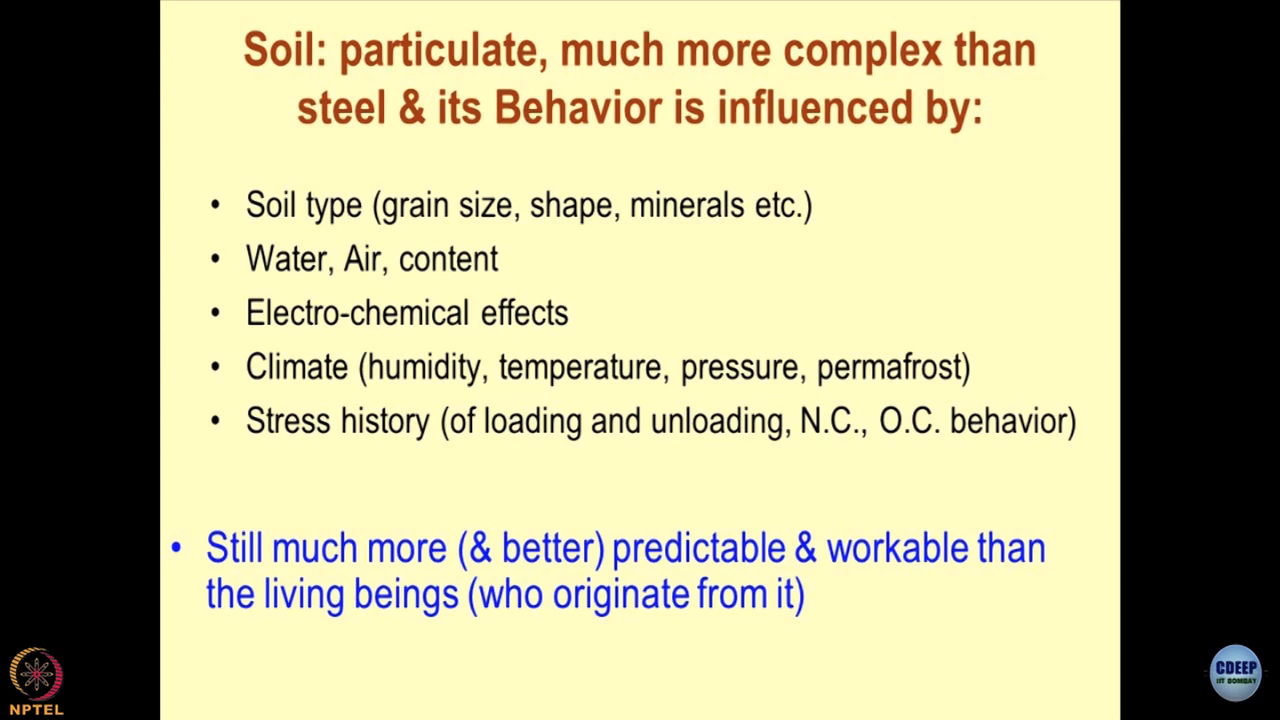 Soil: particulate, much more complex than
steel & its Behavior is influenced by:
• Soil type (grain size, shape, minerals etc.)
• Water, Air, content
• Electro-chemical effects
• Climate (humidity, temperature, pressure, permafrost)
• Stress history (of loading and unloading, N.C., O.C. behavior)
• Still much more (& better) predictable & workable than
the living beings (who originate from it)
NPTEL
CDEEP
IIT BOMBAY